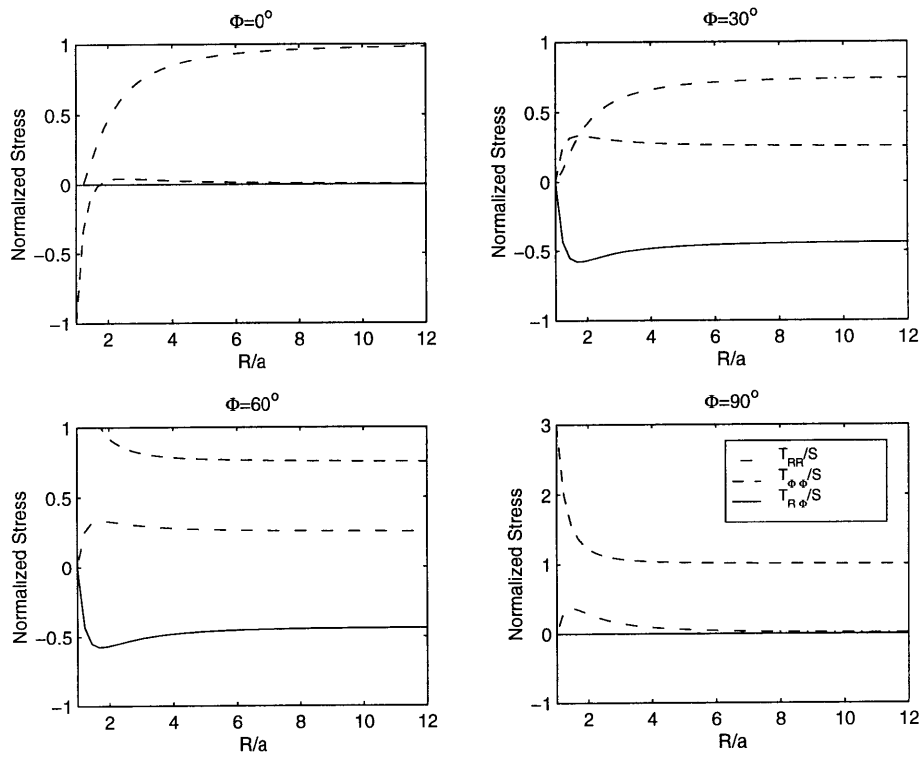 Φ=0°
Normalized Stress
1
0.5
0
−0.5
−1
2 4 6 8 10 12
R/a
Φ=30°
Normalized Stress
1
0.5
0
−0.5
−1
2 4 6 8 10 12
R/a
Φ=60°
Normalized Stress
1
0.5
0
−0.5
−1
2 4 6 8 10 12
R/a
Φ=90°
Normalized Stress
3
2
1
0
−1
T_RR/S
T_ΦΦ/S
T_RΦ/S
2 4 6 8 10 12
R/a